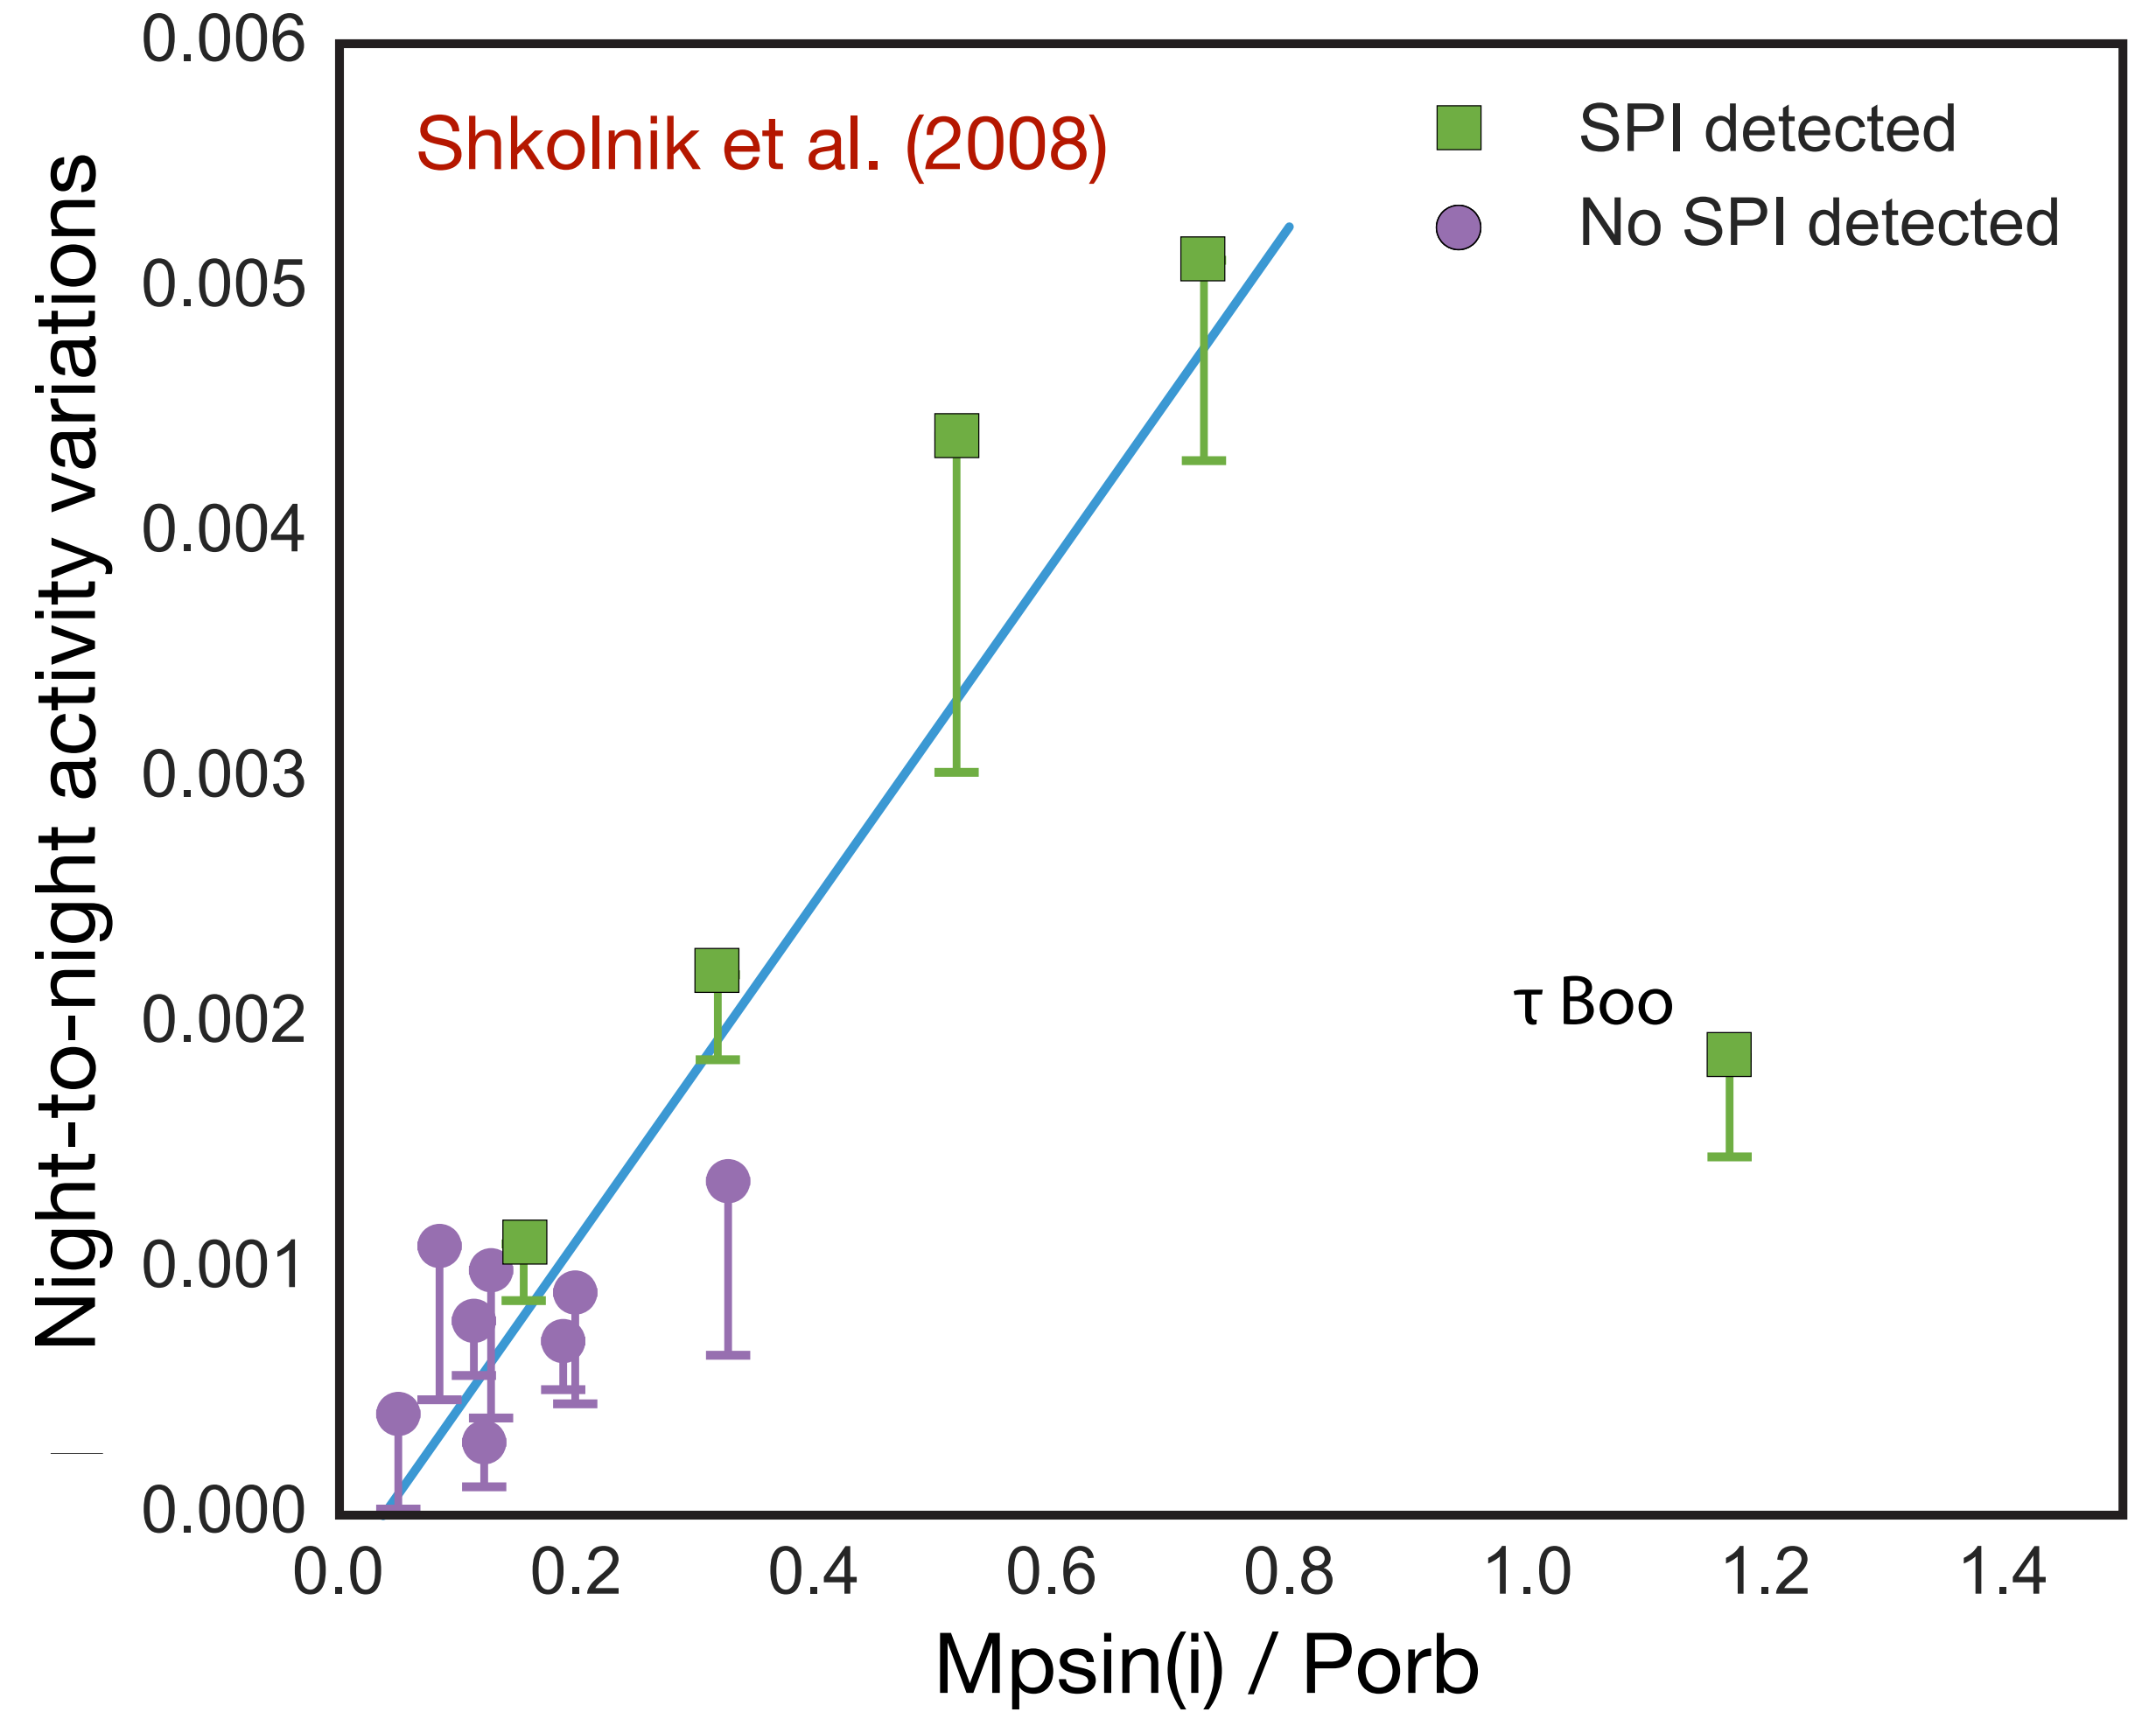 0.006
0.005
0.004
0.003
0.002
0.001
0.000
Night-to-night activity variations
Shkolnik et al. (2008)
SPI detected
No SPI detected
τ Boo
0.0 0.2 0.4 0.6 0.8 1.0 1.2 1.4
Mpsin(i) / Porb